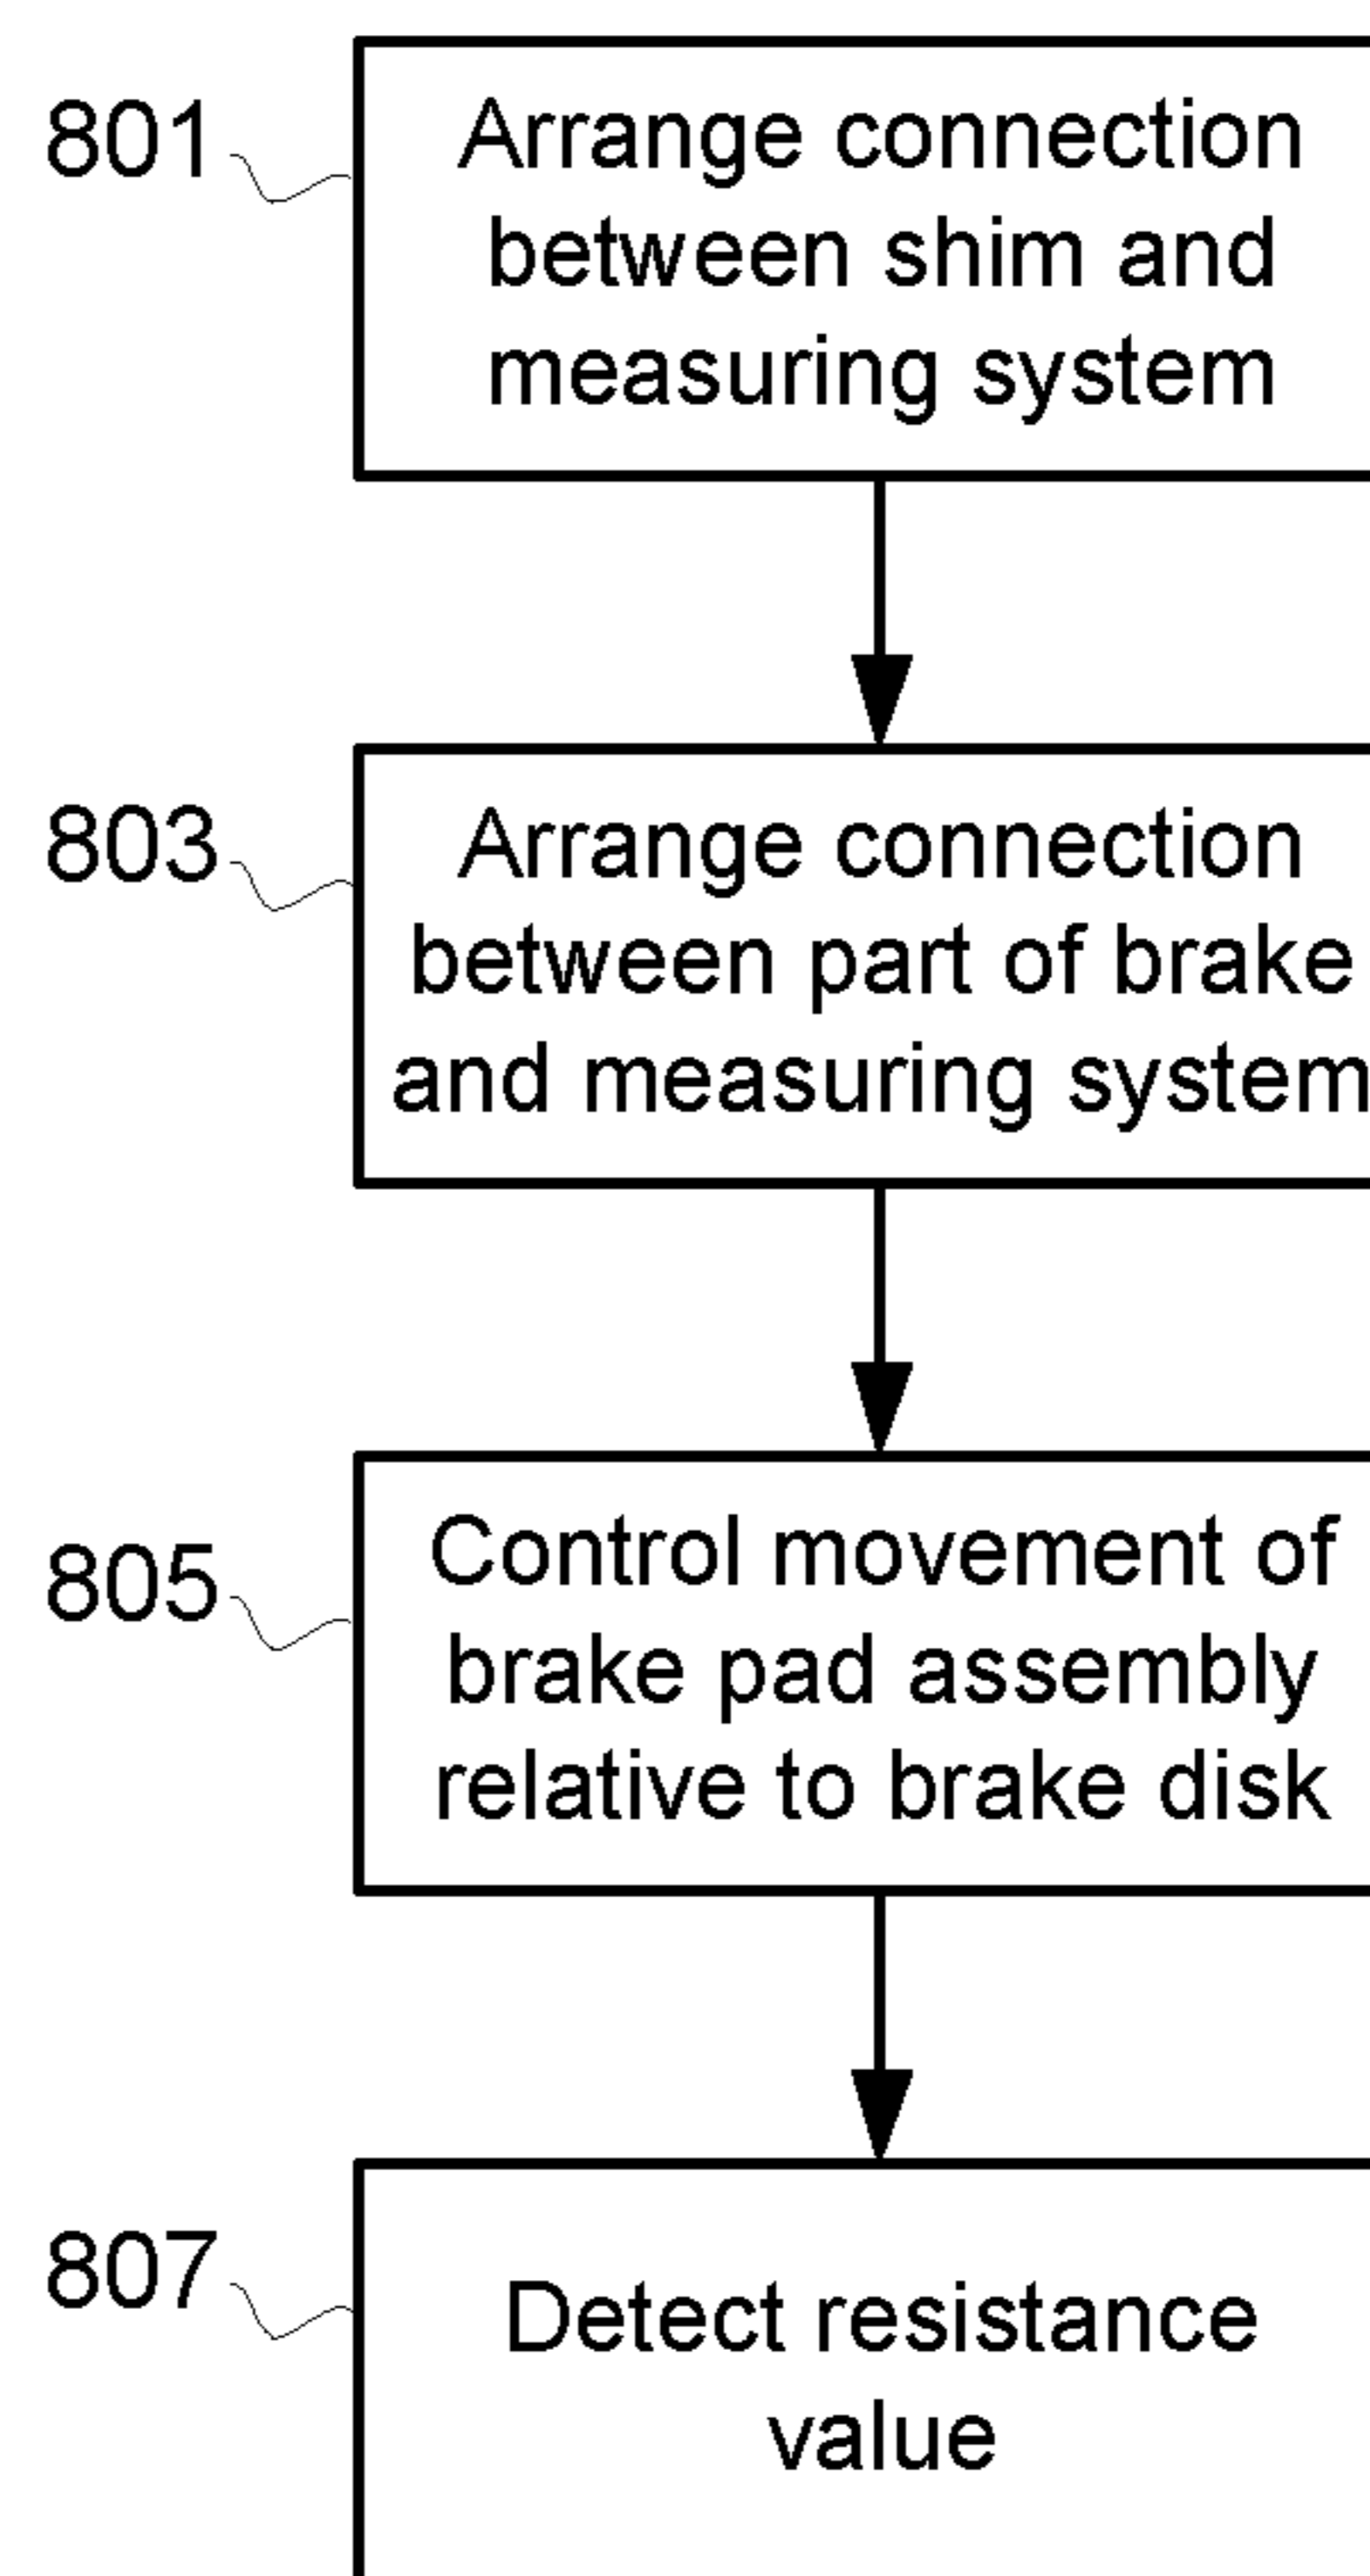 801
Arrange connection
between shim and
measuring system
803
Arrange connection
between part of brake
and measuring system
805
Control movement of
brake pad assembly
relative to brake disk
807
Detect resistance
value